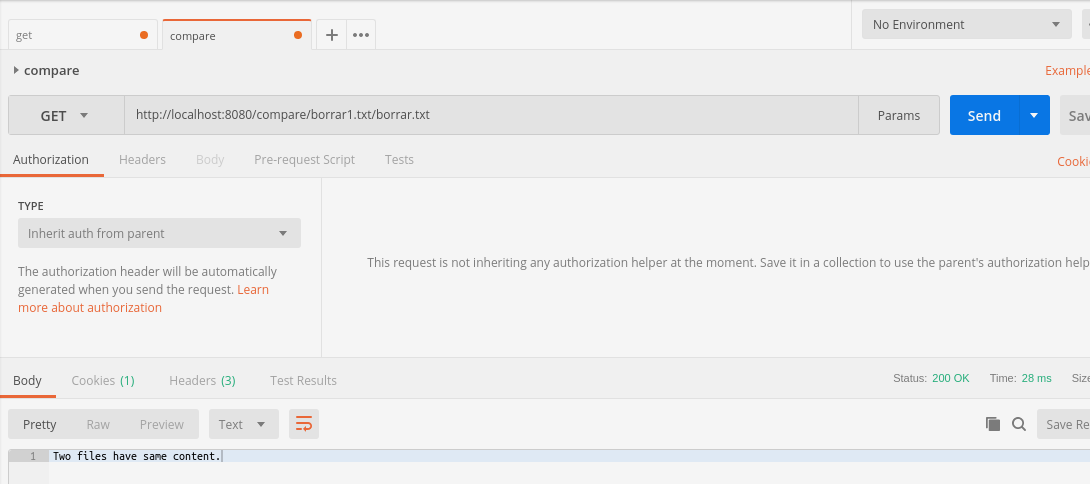 get
compare
No Environment
compare
GET
http://localhost:8080/compare/borrar1.txt/borrar.txt
Params
Send
Authorization
Headers
Body
Pre-request Script
Tests
TYPE
Inherit auth from parent
The authorization header will be automatically
generated when you send the request. Learn
more about authorization
This request is not inheriting any authorization helper at the moment. Save it in a collection to use the parent's authorization help
Body
Cookies (1)
Headers (3)
Test Results
Status: 200 OK
Time: 28 ms
Pretty
Raw
Preview
Text
Save Re
1 Two files have same content.